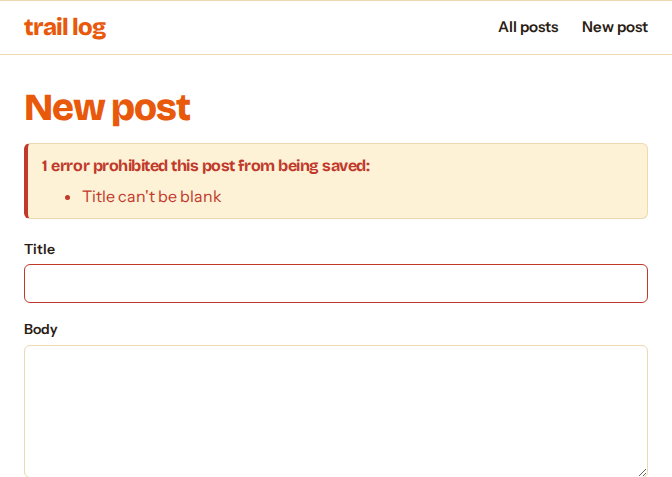 trail log
All posts
New post
New post
1 error prohibited this post from being saved:
Title can't be blank
Title
Body